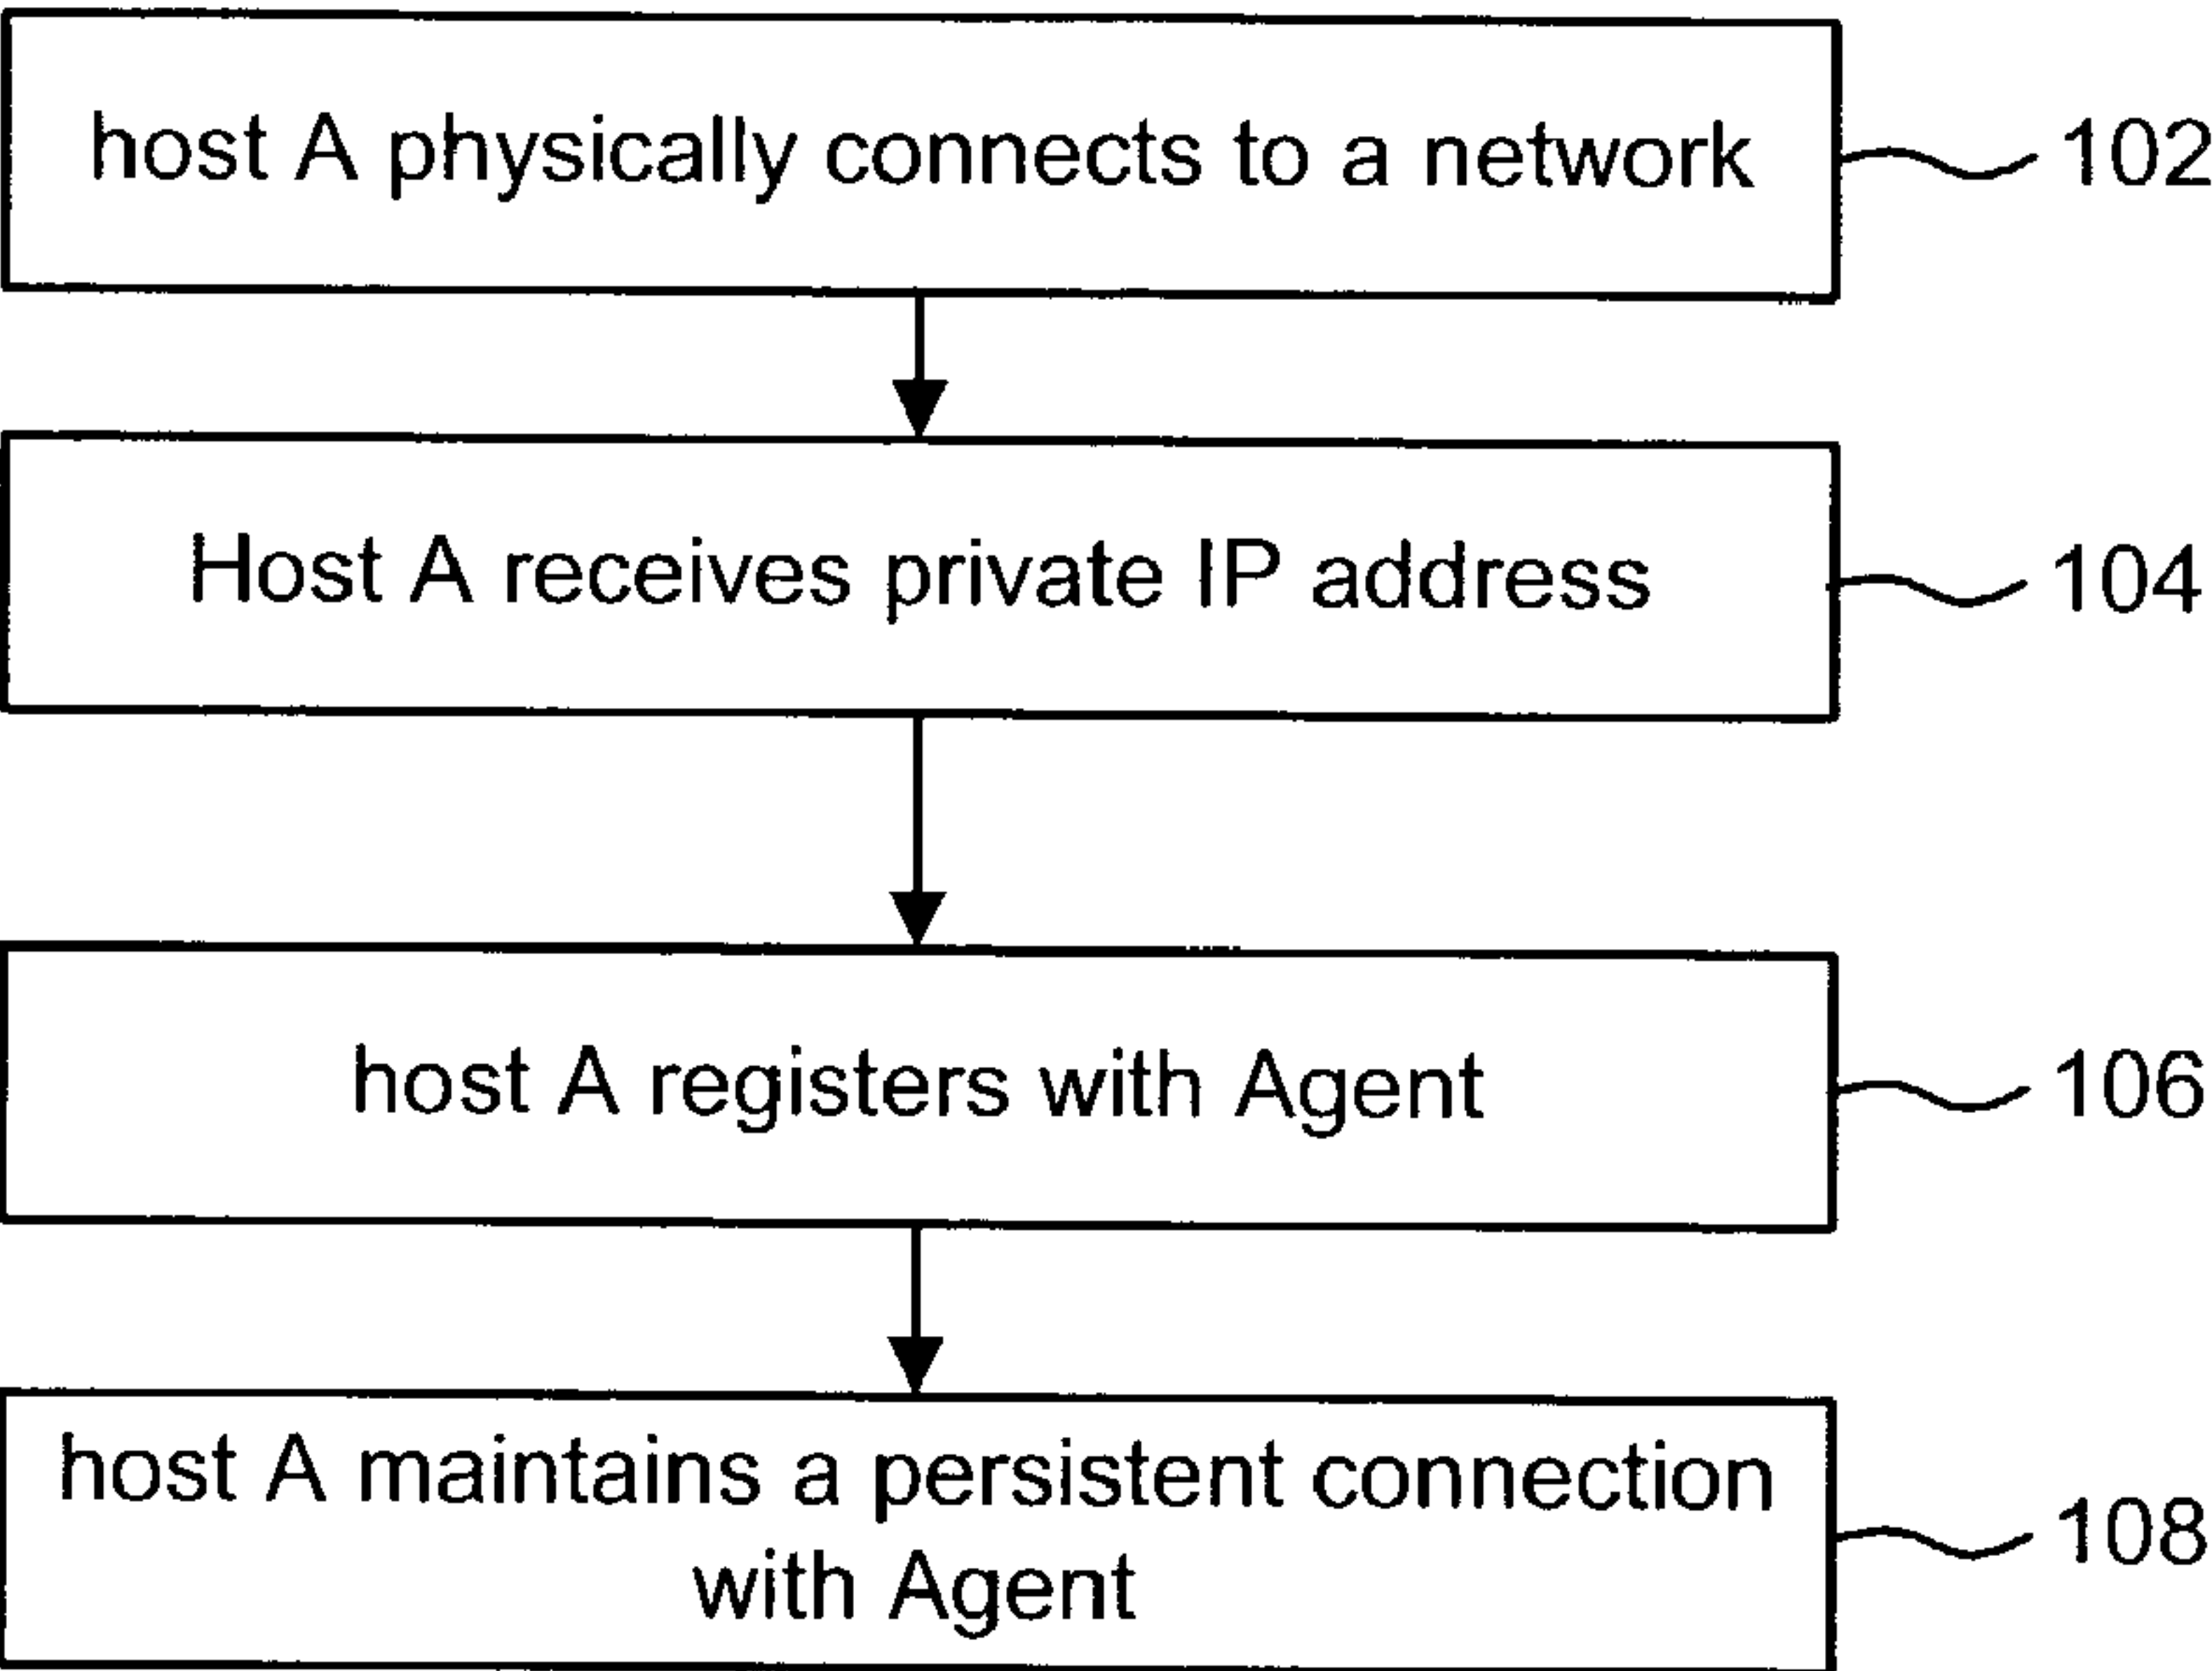 host A physically connects to a network
102
Host A receives private IP address
104
host A registers with Agent
106
host A maintains a persistent connection
with Agent
108